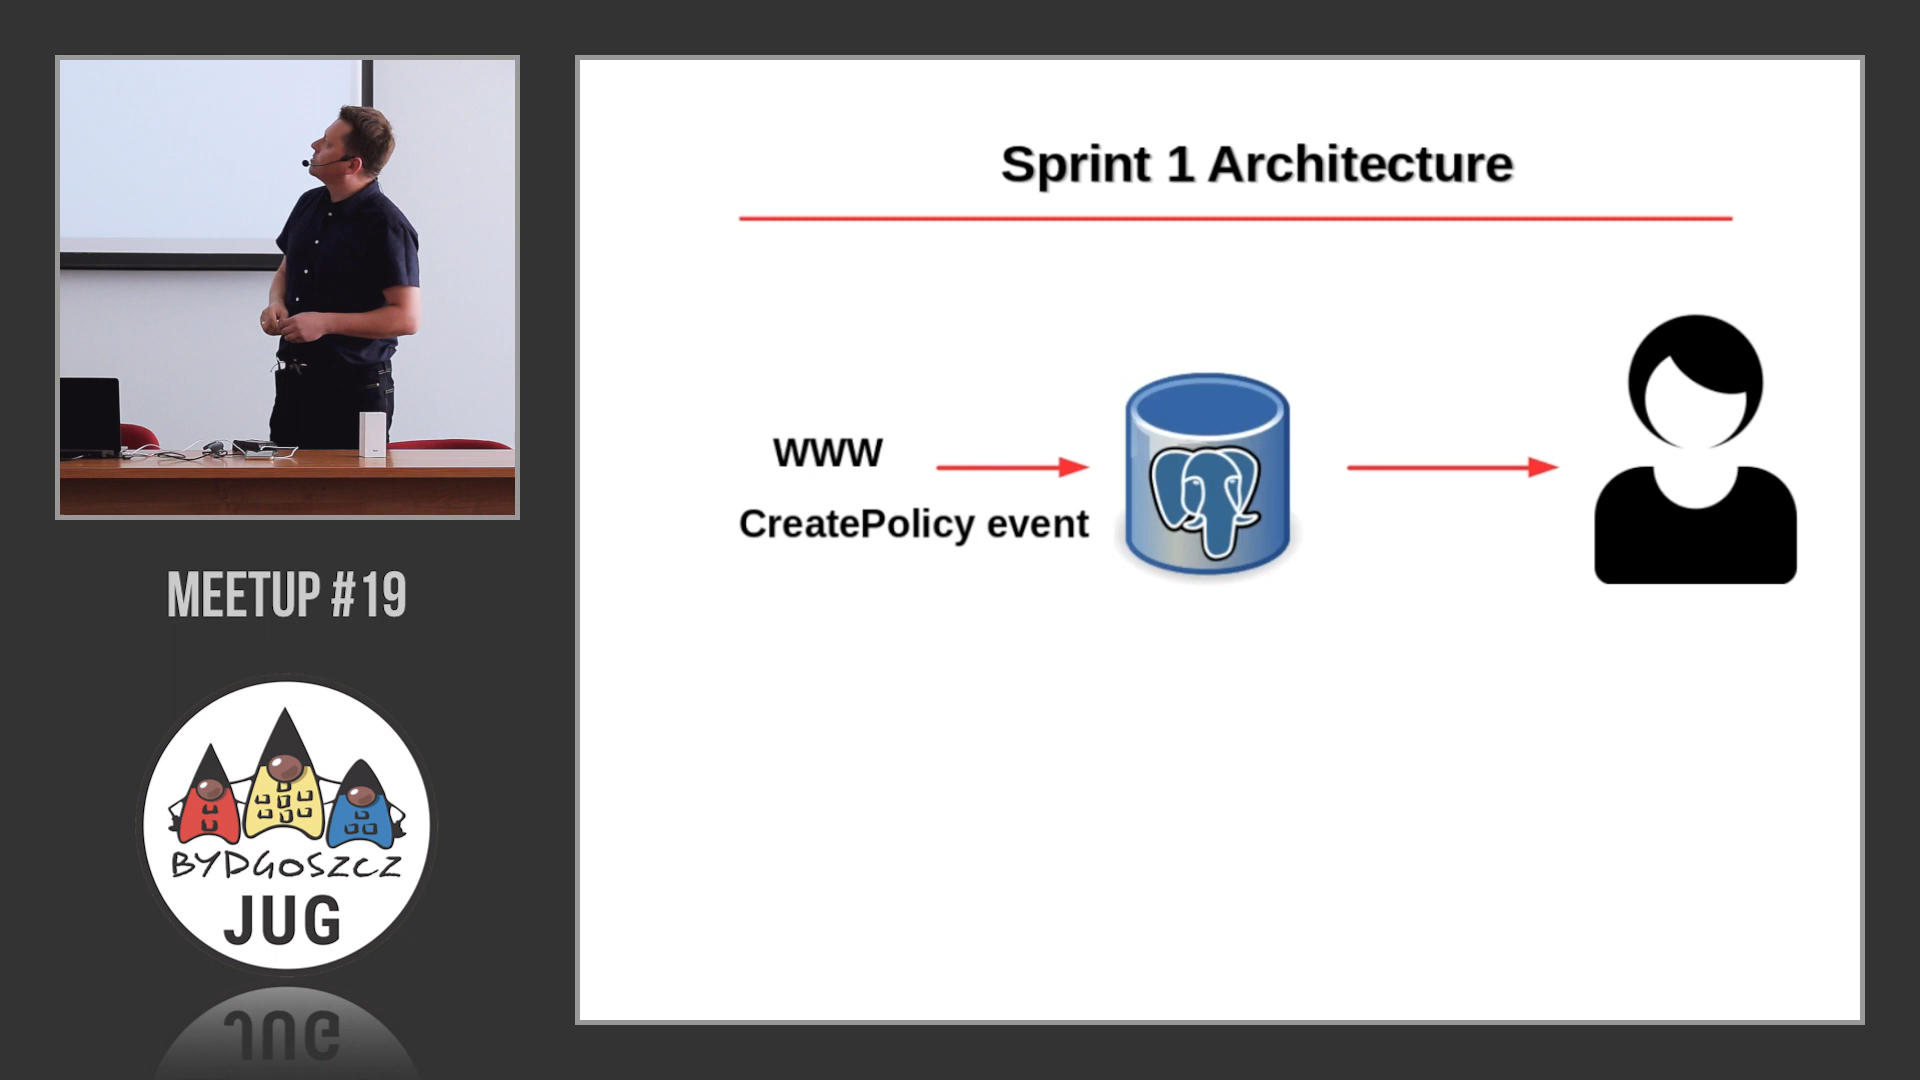 MEETUP #19
BYDGOSZCZ
JUG
Sprint 1 Architecture
WWW
CreatePolicy event